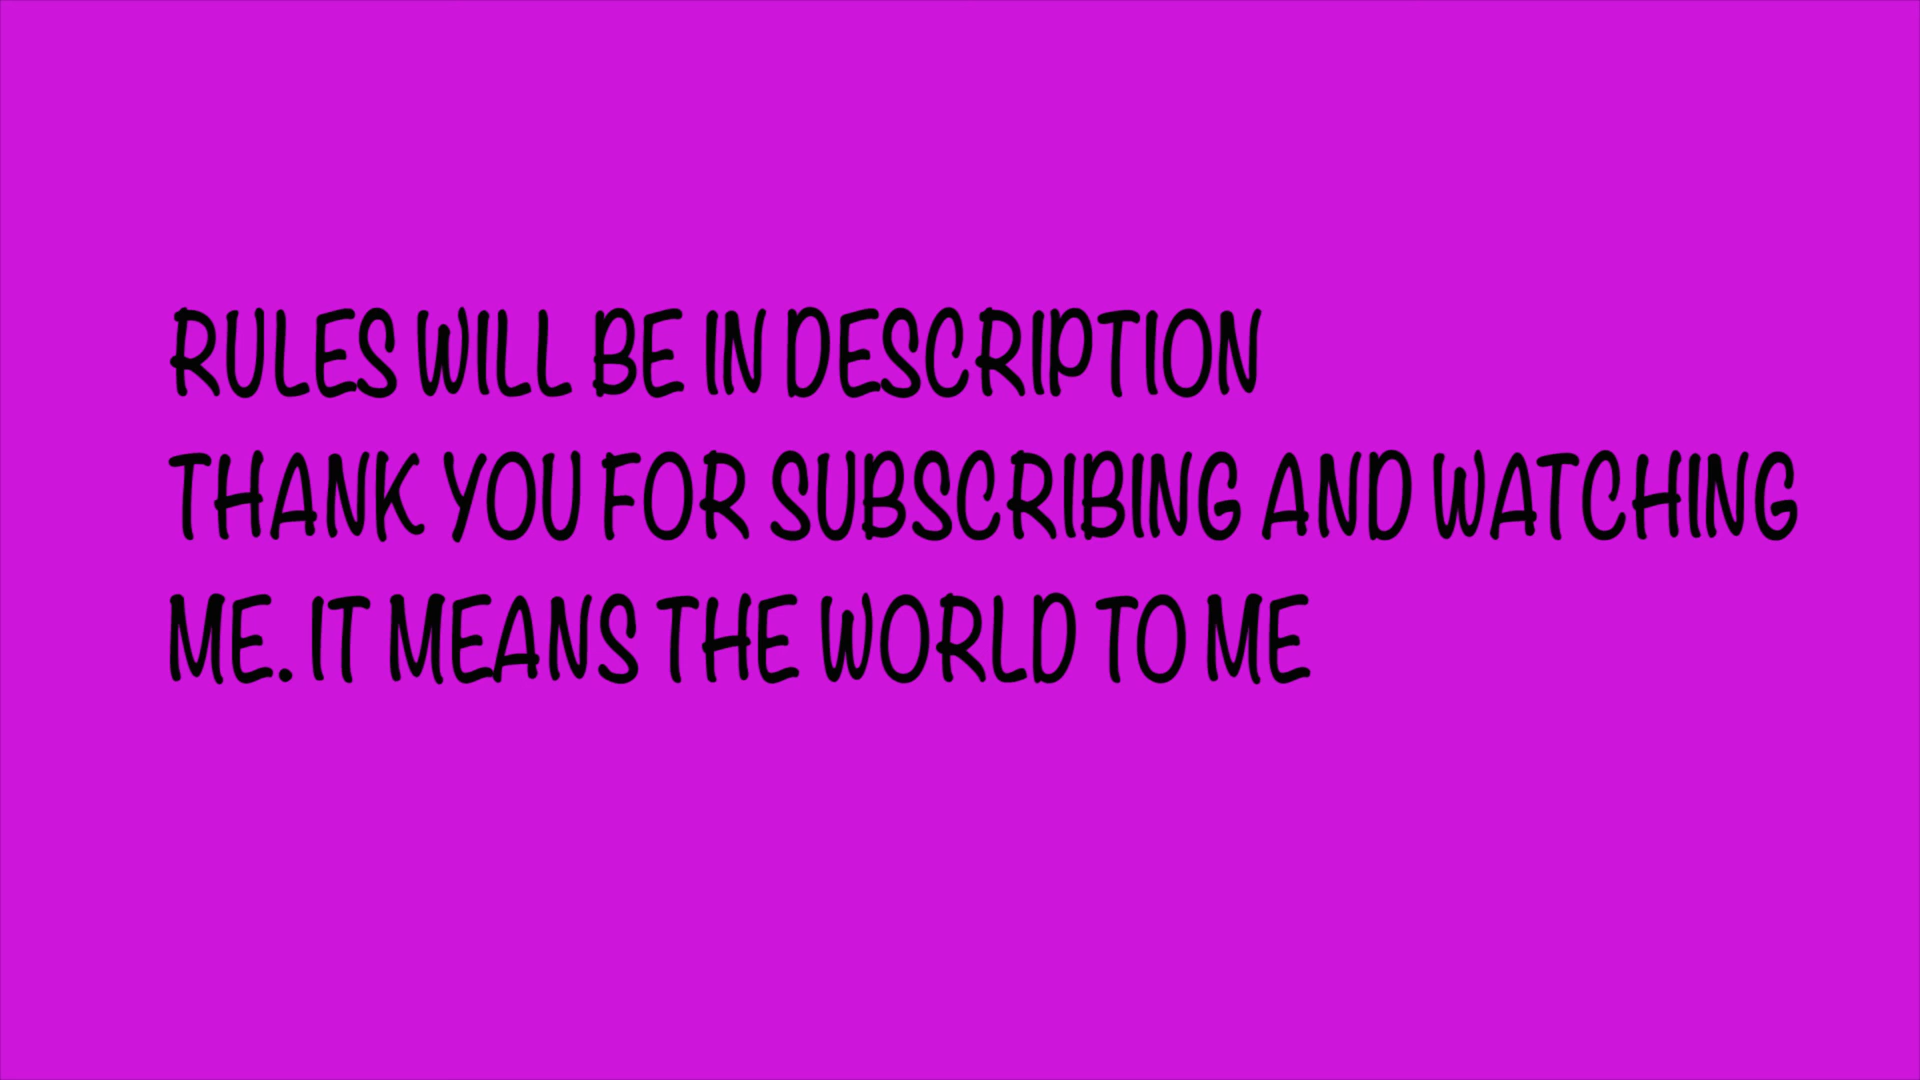 RULES WILL BE IN DESCRIPTION
THANK YOU FOR SUBSCRIBING AND WATCHING
ME. IT MEANS THE WORLD TO ME